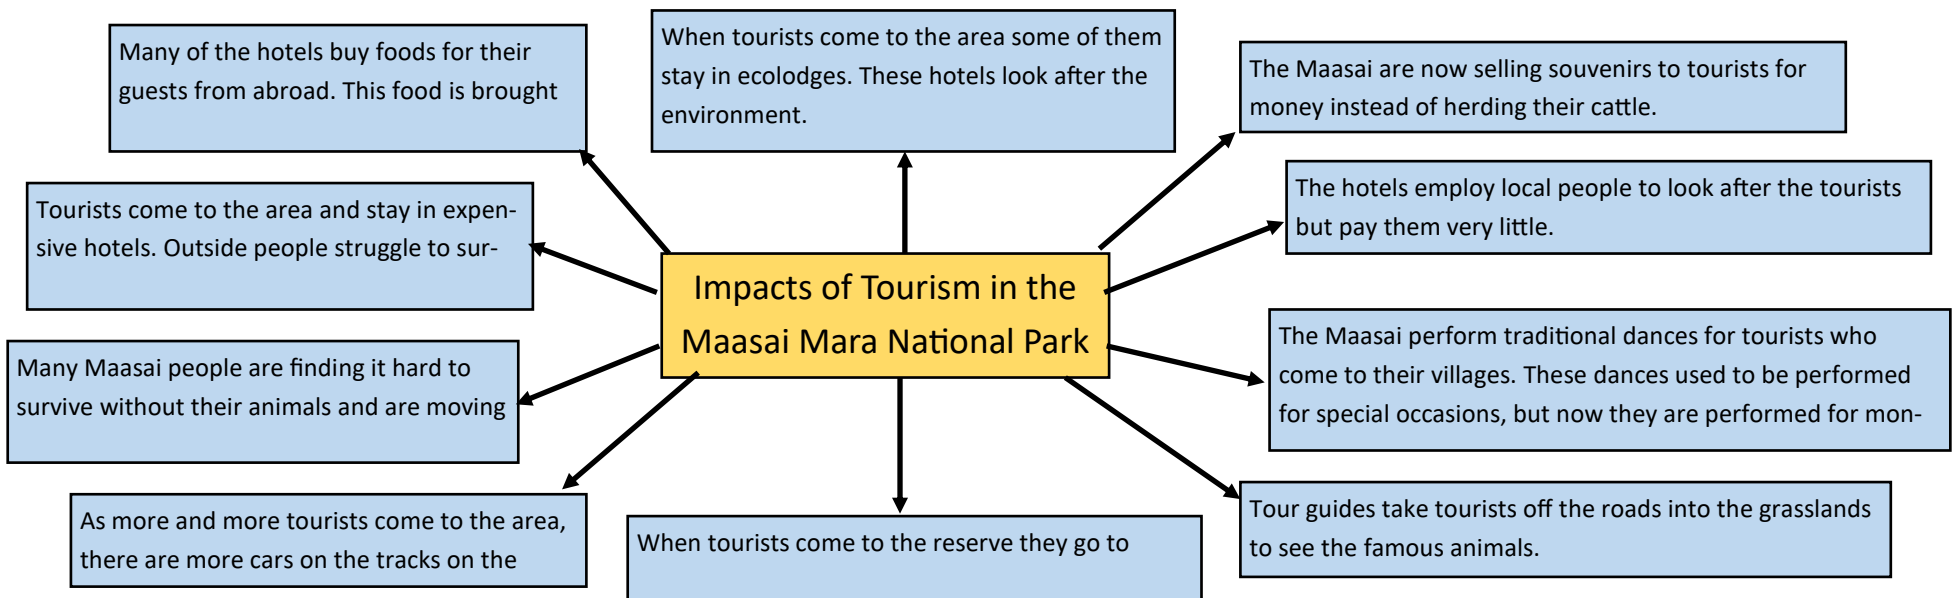 Many of the hotels buy foods for their
guests from abroad. This food is brought
When tourists come to the area some of them
stay in ecolodges. These hotels look after the
environment.
The Maasai are now selling souvenirs to tourists for
money instead of herding their cattle.
Tourists come to the area and stay in expen-
sive hotels. Outside people struggle to sur-
The hotels employ local people to look after the tourists
but pay them very little.
Impacts of Tourism in the
Maasai Mara National Park
Many Maasai people are finding it hard to
survive without their animals and are moving
The Maasai perform traditional dances for tourists who
come to their villages. These dances used to be performed
for special occasions, but now they are performed for mon-
As more and more tourists come to the area,
there are more cars on the tracks on the
When tourists come to the reserve they go to
Tour guides take tourists off the roads into the grasslands
to see the famous animals.